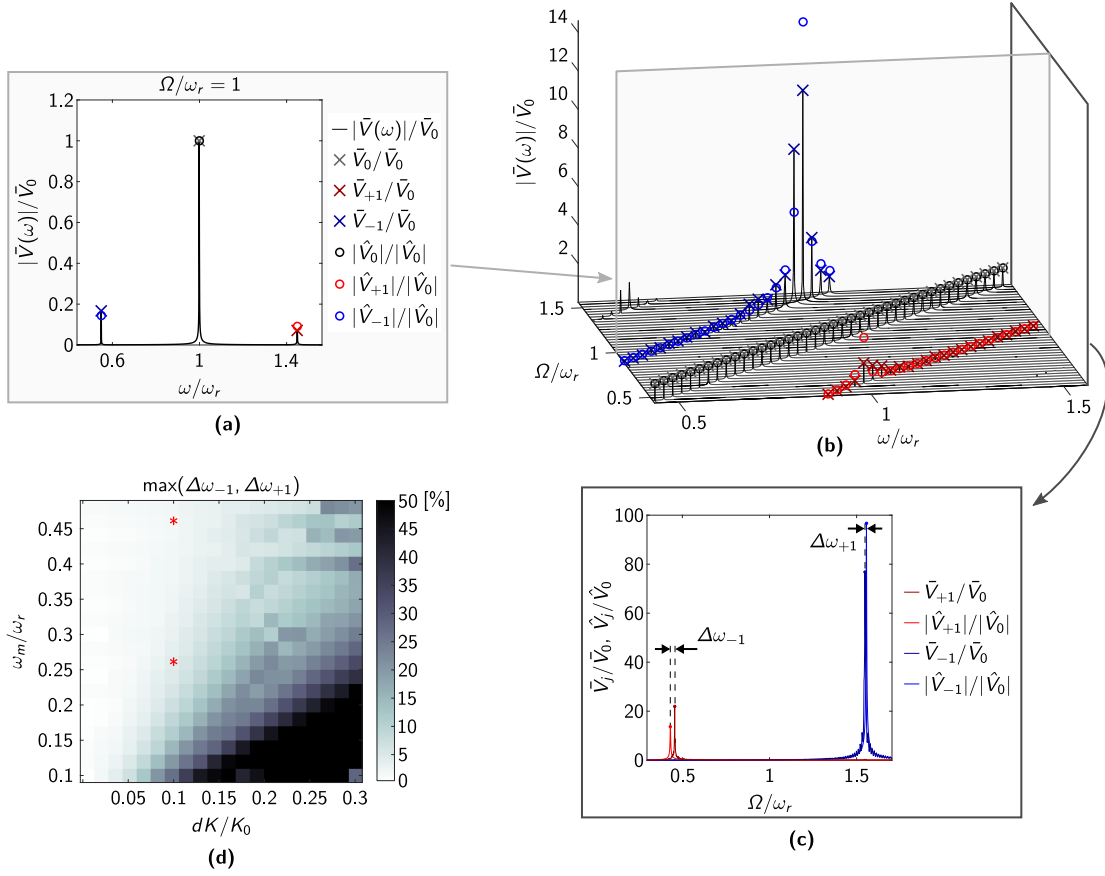 Ω/ω_r = 1
1.2
1
0.8
0.6
0.4
0.2
0
0.6
1
1.4
|V̄(ω)|/V̄_0
ω/ω_r
|V̄(ω)|/V̄_0
V̄_0/V̄_0
V̄_{+1}/V̄_0
V̄_{−1}/V̄_0
|V̂_0|/|V̂_0|
|V̂_{+1}|/|V̂_0|
|V̂_{−1}|/|V̂_0|
(a)
14
12
10
8
6
4
2
|V̄(ω)|/V̄_0
1.5
1
0.5
Ω/ω_r
0.5
1
1.5
ω/ω_r
(b)
max(Δω_{−1}, Δω_{+1})
0.45
0.4
0.35
0.3
0.25
0.2
0.15
0.1
ω_m/ω_r
0.05
0.1
0.15
0.2
0.25
0.3
dK/K_0
50 [%]
45
40
35
30
25
20
15
10
5
0
(d)
100
80
60
40
20
0
V̄_j/V̄_0, V̂_j/V̂_0
Δω_{+1}
Δω_{−1}
0.5
1
1.5
Ω/ω_r
V̄_{+1}/V̄_0
|V̂_{+1}|/|V̂_0|
V̄_{−1}/V̄_0
|V̂_{−1}|/|V̂_0|
(c)